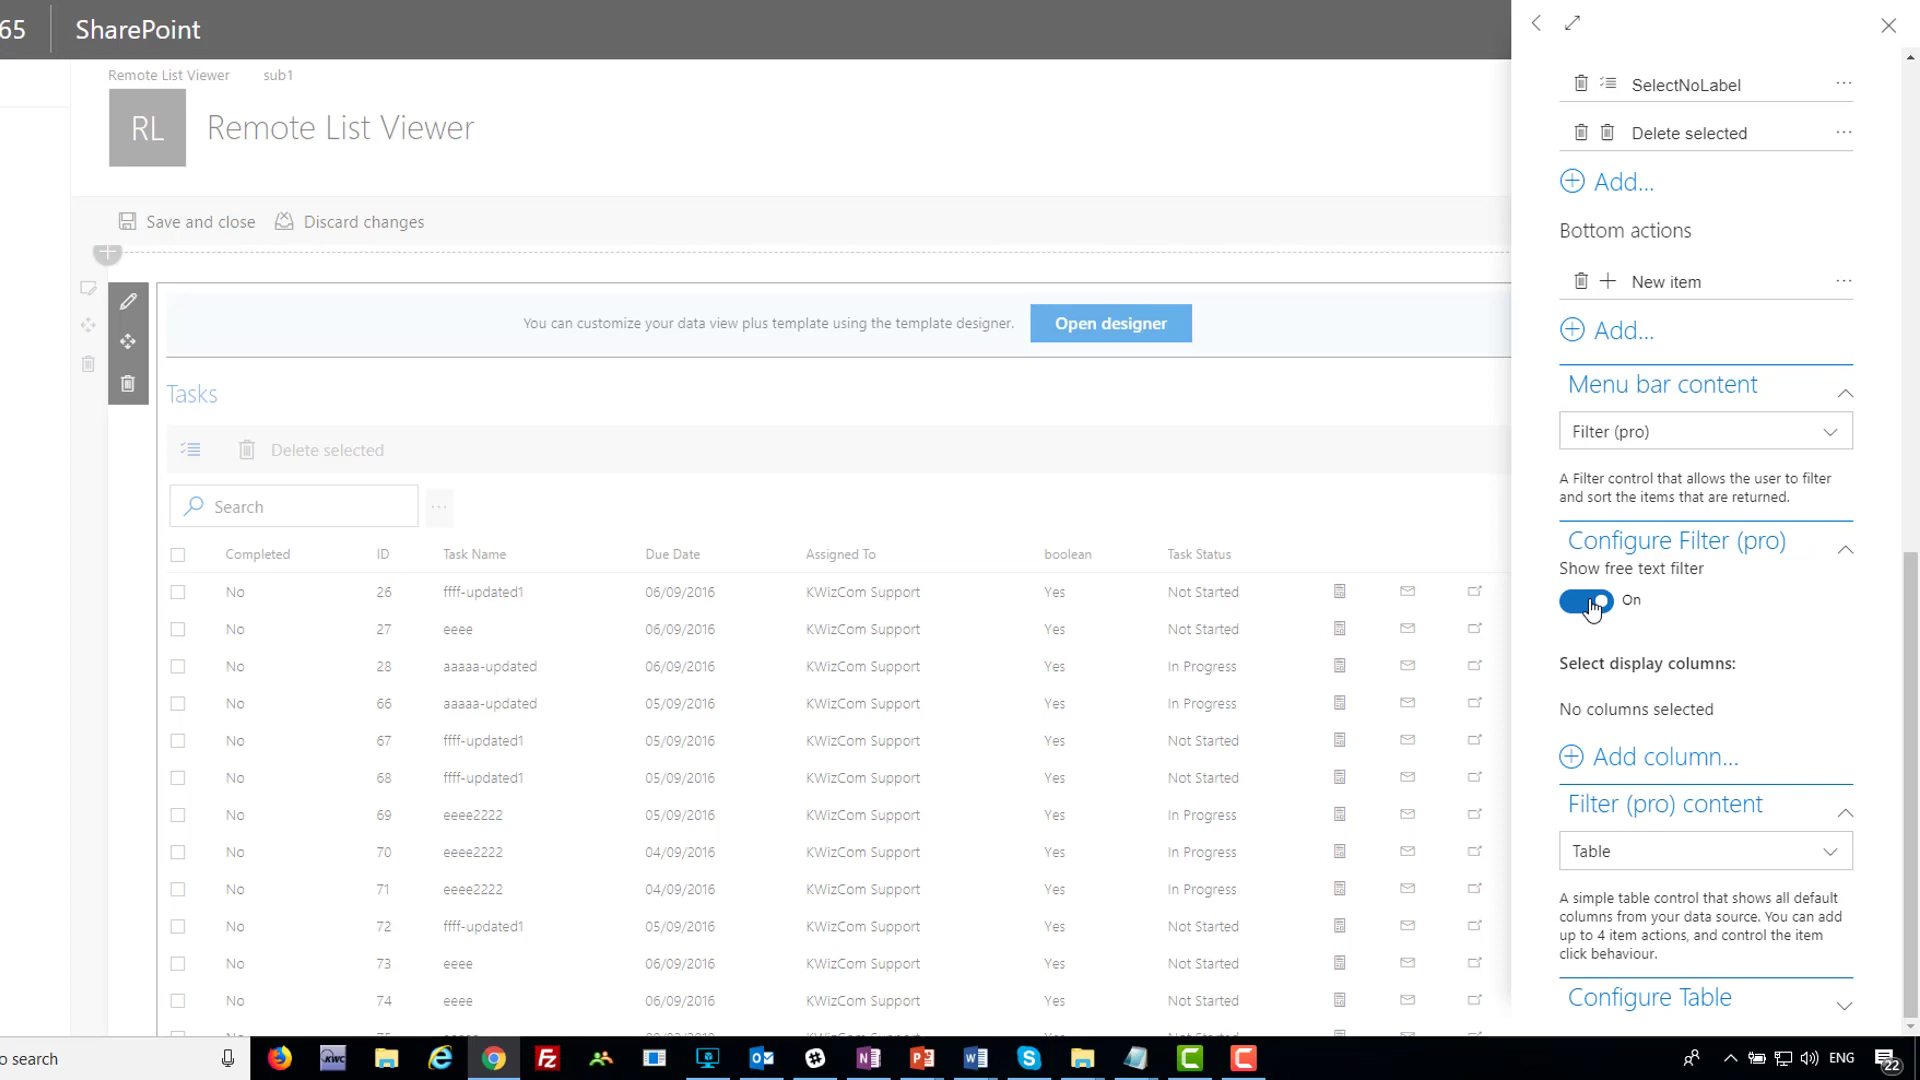 65 SharePoint
Remote List Viewer sub1
RL Remote List Viewer
Save and close Discard changes
You can customize your data view plus template using the template designer. Open designer
Tasks
Delete selected
Search ...
Completed ID Task Name Due Date Assigned To boolean Task Status
No 26 ffff-updated1 06/09/2016 KWizCom Support Yes Not Started
No 27 eeee 06/09/2016 KWizCom Support Yes Not Started
No 28 aaaaa-updated 06/09/2016 KWizCom Support Yes In Progress
No 66 aaaaa-updated 05/09/2016 KWizCom Support Yes In Progress
No 67 ffff-updated1 05/09/2016 KWizCom Support Yes Not Started
No 68 ffff-updated1 05/09/2016 KWizCom Support Yes Not Started
No 69 eeee2222 05/09/2016 KWizCom Support Yes In Progress
No 70 eeee2222 04/09/2016 KWizCom Support Yes In Progress
No 71 eeee2222 04/09/2016 KWizCom Support Yes In Progress
No 72 ffff-updated1 05/09/2016 KWizCom Support Yes Not Started
No 73 eeee 06/09/2016 KWizCom Support Yes Not Started
No 74 eeee 06/09/2016 KWizCom Support Yes Not Started
SelectNoLabel ...
Delete selected ...
Add...
Bottom actions
New item ...
Add...
Menu bar content
Filter (pro)
A Filter control that allows the user to filter
and sort the items that are returned.
Configure Filter (pro)
Show free text filter
On
Select display columns:
No columns selected
Add column...
Filter (pro) content
Table
A simple table control that shows all default
columns from your data source. You can add
up to 4 item actions, and control the item
click behaviour.
Configure Table
o search KWC ENG 22